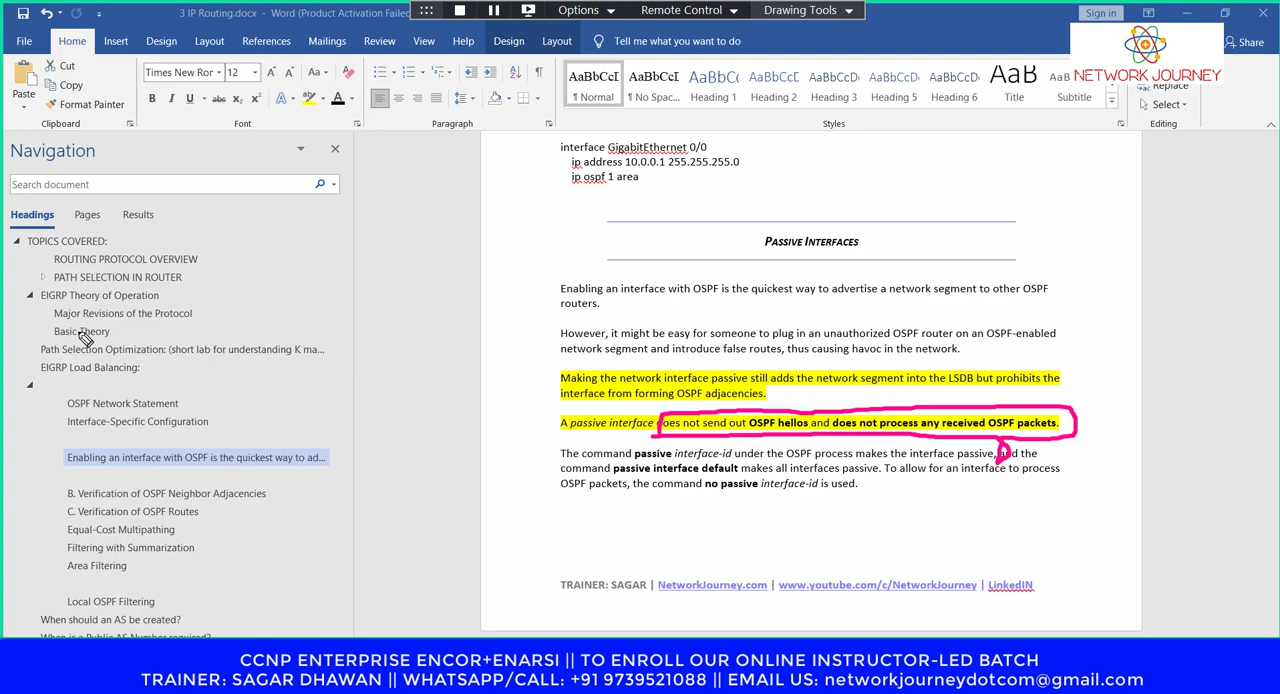 3 IP Routing.docx - Word (Product Activation Failed
Options
Remote Control
Drawing Tools
Sign in
File Home Insert Design Layout References Mailings Review View Help Design Layout Tell me what you want to do
Share
NETWORK JOURNEY
Paste
Cut
Copy
Format Painter
Clipboard
Times New Ror 12
Aa
B I U abc x₂ x²
Font
Paragraph
AaBbCcI AaBbCcI AaBbC( AaBbCcI AaBbCcI AaBbCcI AaBbCcI AaB
¶ Normal ¶ No Spac... Heading 1 Heading 2 Heading 3 Heading 5 Heading 6 Title Subtitle
Styles
Replace
Select
Editing
Navigation
Search document
Headings Pages Results
TOPICS COVERED:
ROUTING PROTOCOL OVERVIEW
PATH SELECTION IN ROUTER
EIGRP Theory of Operation
Major Revisions of the Protocol
Basic Theory
Path Selection Optimization: (short lab for understanding K ma...
EIGRP Load Balancing:
OSPF Network Statement
Interface-Specific Configuration
Enabling an interface with OSPF is the quickest way to ad...
B. Verification of OSPF Neighbor Adjacencies
C. Verification of OSPF Routes
Equal-Cost Multipathing
Filtering with Summarization
Area Filtering
Local OSPF Filtering
When should an AS be created?
When is a Public AS Number required?
interface GigabitEthernet 0/0
ip address 10.0.0.1 255.255.255.0
ip ospf 1 area
PASSIVE INTERFACES
Enabling an interface with OSPF is the quickest way to advertise a network segment to other OSPF
routers.
However, it might be easy for someone to plug in an unauthorized OSPF router on an OSPF-enabled
network segment and introduce false routes, thus causing havoc in the network.
Making the network interface passive still adds the network segment into the LSDB but prohibits the
interface from forming OSPF adjacencies.
A passive interface does not send out OSPF hellos and does not process any received OSPF packets.
The command passive interface-id under the OSPF process makes the interface passive, and the
command passive interface default makes all interfaces passive. To allow for an interface to process
OSPF packets, the command no passive interface-id is used.
TRAINER: SAGAR | NetworkJourney.com | www.youtube.com/c/NetworkJourney | LinkedIN
CCNP ENTERPRISE ENCOR+ENARSI || TO ENROLL OUR ONLINE INSTRUCTOR-LED BATCH
TRAINER: SAGAR DHAWAN || WHATSAPP/CALL: +91 9739521088 || EMAIL US: networkjourneydotcom@gmail.com